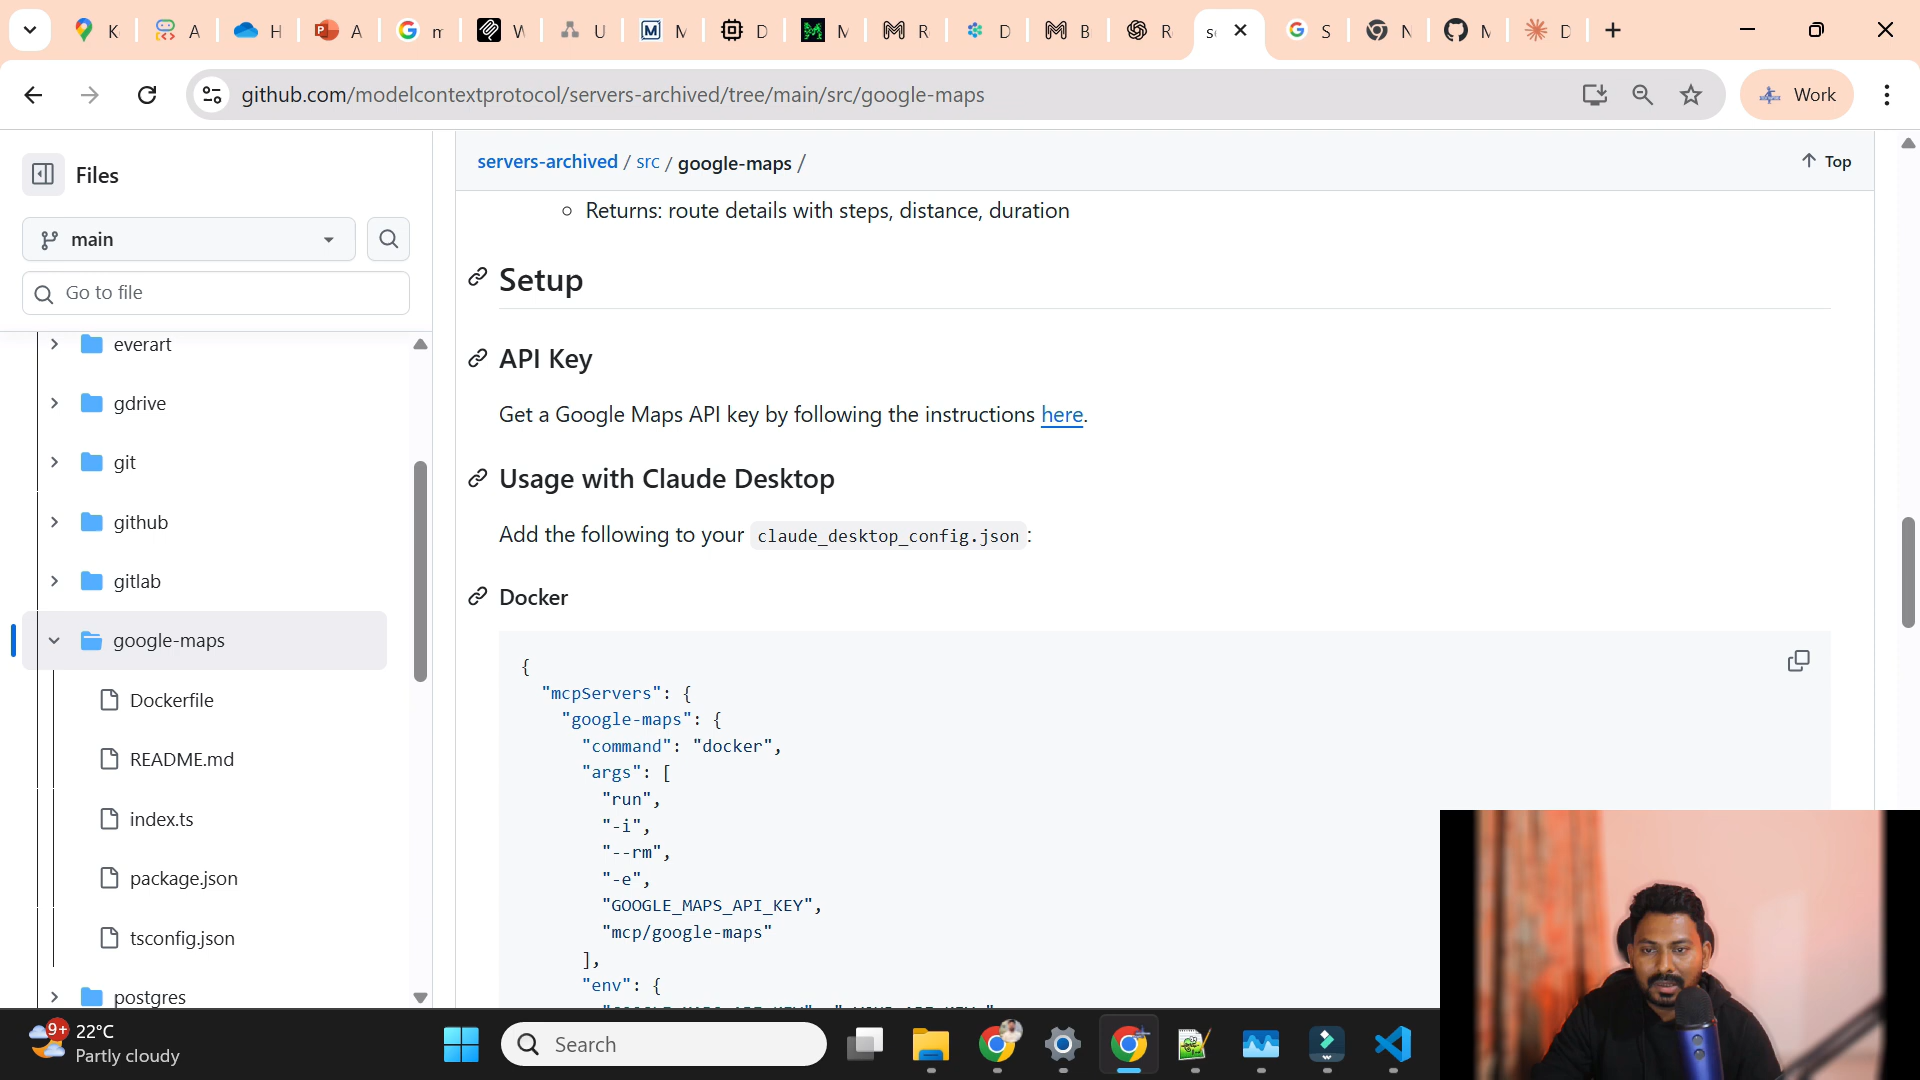 K
A
H
A
m
W
U
M
D
M
R
D
B
R
s
S
N
M
D
github.com/modelcontextprotocol/servers-archived/tree/main/src/google-maps
Work
Files
main
Go to file
everart
gdrive
git
github
gitlab
google-maps
Dockerfile
README.md
index.ts
package.json
tsconfig.json
postgres
servers-archived / src / google-maps /
Top
Returns: route details with steps, distance, duration
Setup
API Key
Get a Google Maps API key by following the instructions here.
Usage with Claude Desktop
Add the following to your claude_desktop_config.json :
Docker
{
"mcpServers": {
"google-maps": {
"command": "docker",
"args": [
"run",
"-i",
"--rm",
"-e",
"GOOGLE_MAPS_API_KEY",
"mcp/google-maps"
],
"env": {
9+
22°C
Partly cloudy
Search